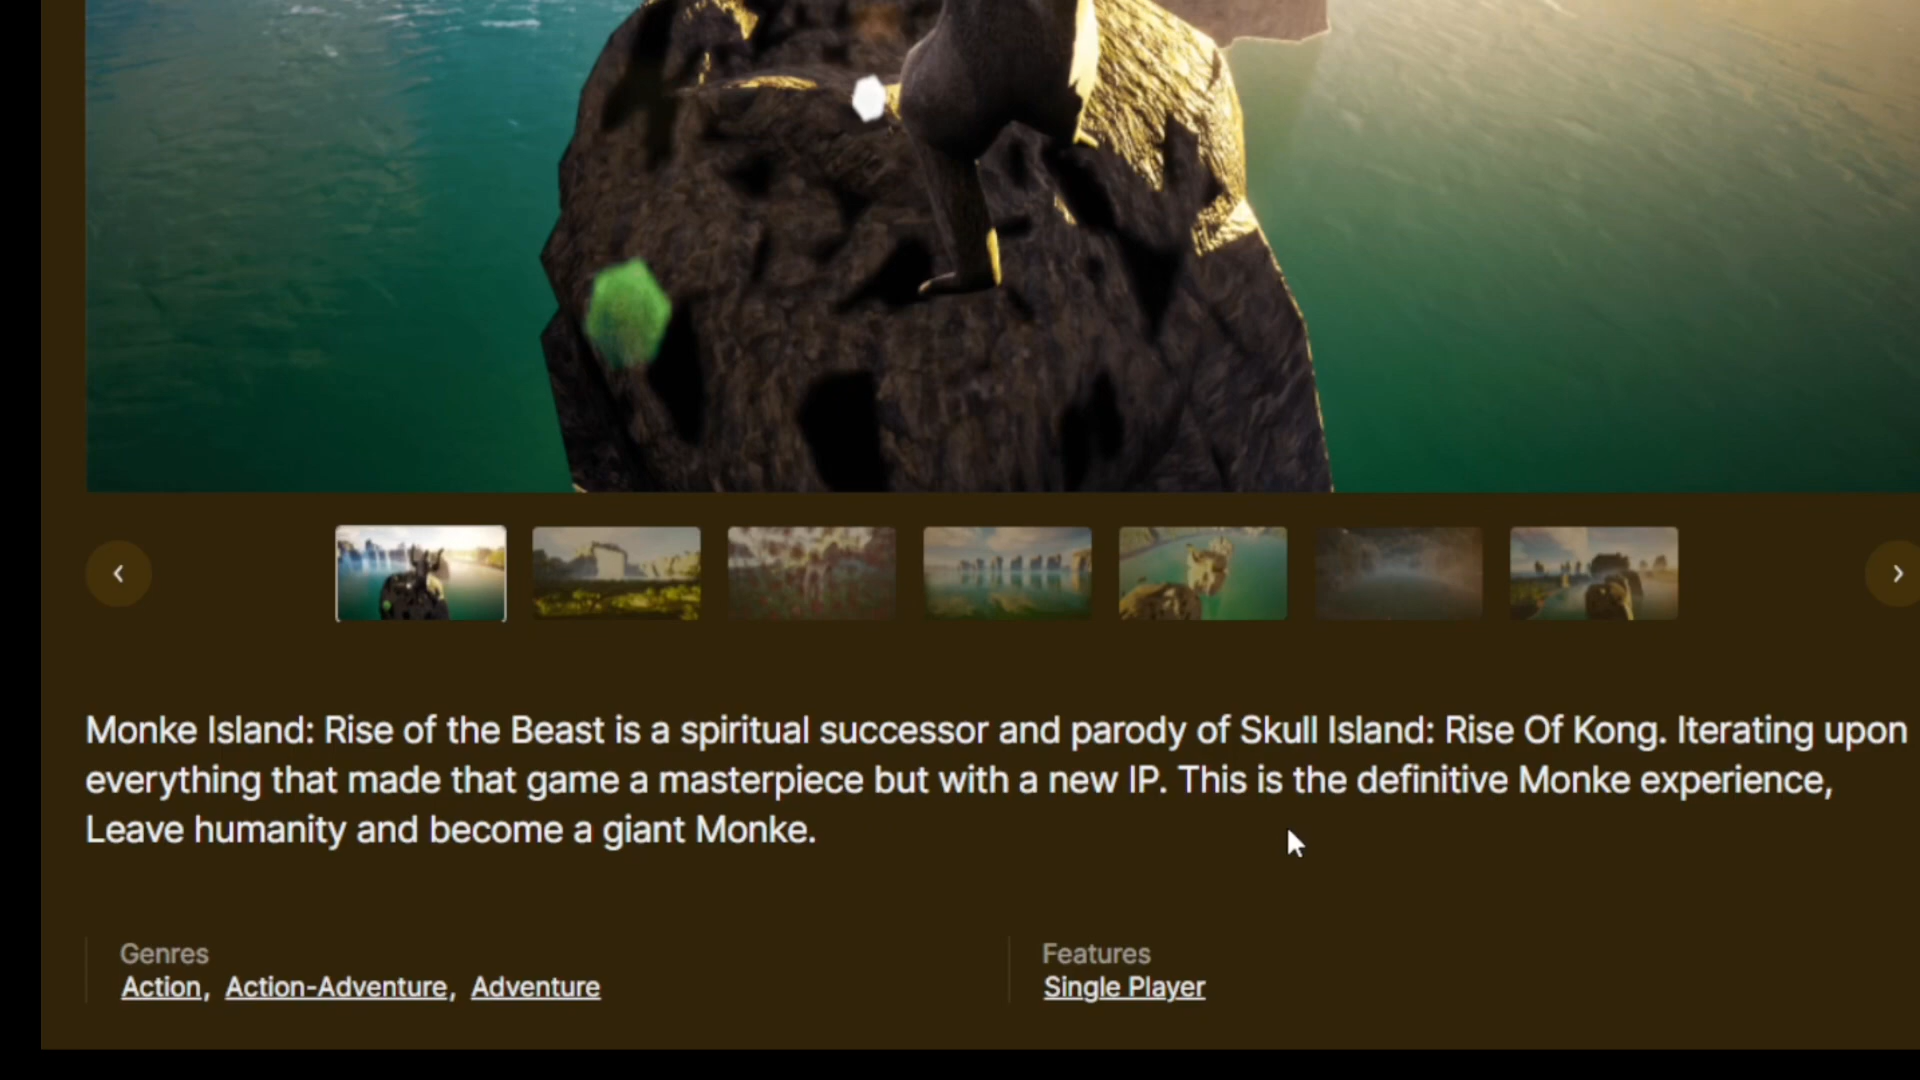 Monke Island: Rise of the Beast is a spiritual successor and parody of Skull Island: Rise Of Kong. Iterating upon
everything that made that game a masterpiece but with a new IP. This is the definitive Monke experience,
Leave humanity and become a giant Monke.
Genres
Features
Action, Action-Adventure, Adventure
Single Player